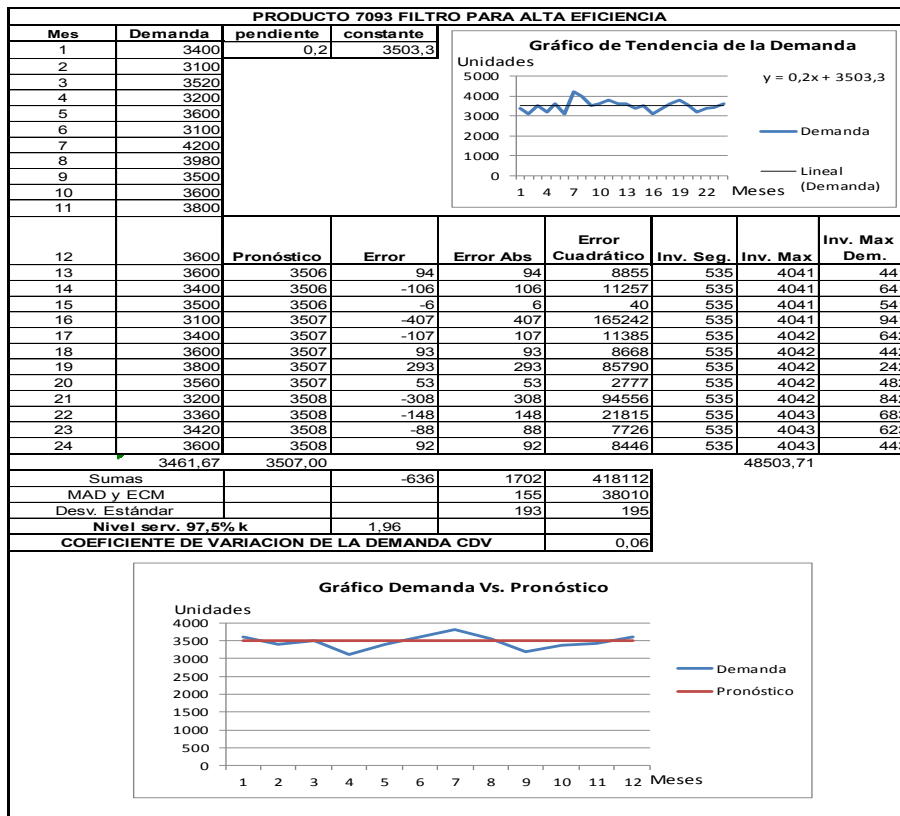 PRODUCTO 7093 FILTRO PARA ALTA EFICIENCIA
Mes Demanda pendiente constante
1 3400 0,2 3503,3
2 3100
3 3520
4 3200
5 3600
6 3100
7 4200
8 3980
9 3500
10 3600
11 3800
Gráfico de Tendencia de la Demanda
Unidades
y = 0,2x + 3503,3
5000
4000
3000
2000
1000
0
1 4 7 10 13 16 19 22 Meses
Demanda
Lineal
(Demanda)
12 3600 Pronóstico Error Error Abs Error Cuadrático Inv. Seg. Inv. Max Inv. Max Dem.
13 3600 3506 94 94 8855 535 4041 44
14 3400 3506 -106 106 11257 535 4041 64
15 3500 3506 -6 6 40 535 4041 54
16 3100 3507 -407 407 165242 535 4041 94
17 3400 3507 -107 107 11385 535 4042 64
18 3600 3507 93 93 8668 535 4042 44
19 3800 3507 293 293 85790 535 4042 24
20 3560 3507 53 53 2777 535 4042 48
21 3200 3508 -308 308 94556 535 4042 84
22 3360 3508 -148 148 21815 535 4043 68
23 3420 3508 -88 88 7726 535 4043 62
24 3600 3508 92 92 8446 535 4043 44
3461,67 3507,00 48503,71
Sumas -636 1702 418112
MAD y ECM 155 38010
Desv. Estándar 193 195
Nivel serv. 97,5% k 1,96
COEFICIENTE DE VARIACION DE LA DEMANDA CDV 0,06
Gráfico Demanda Vs. Pronóstico
Unidades
4000
3500
3000
2500
2000
1500
1000
500
0
1 2 3 4 5 6 7 8 9 10 11 12 Meses
Demanda
Pronóstico